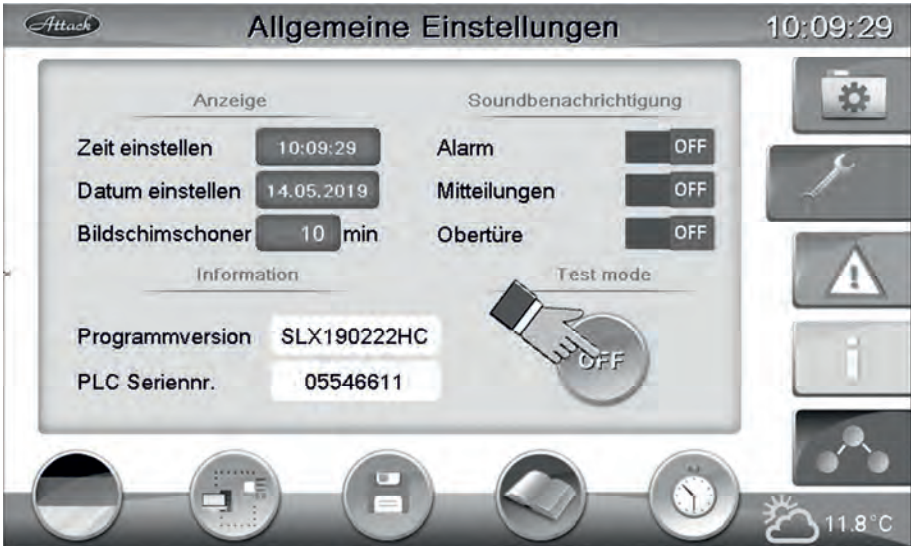 Attack
Allgemeine Einstellungen
10:09:29
Anzeige
Zeit einstellen 10:09:29
Datum einstellen 14.05.2019
Bildschimschoner 10 min
Soundbenachrichtigung
Alarm OFF
Mitteilungen OFF
Obertüre OFF
Information
Programmversion SLX190222HC
PLC Seriennr. 05546611
Test mode
OFF
11.8°C